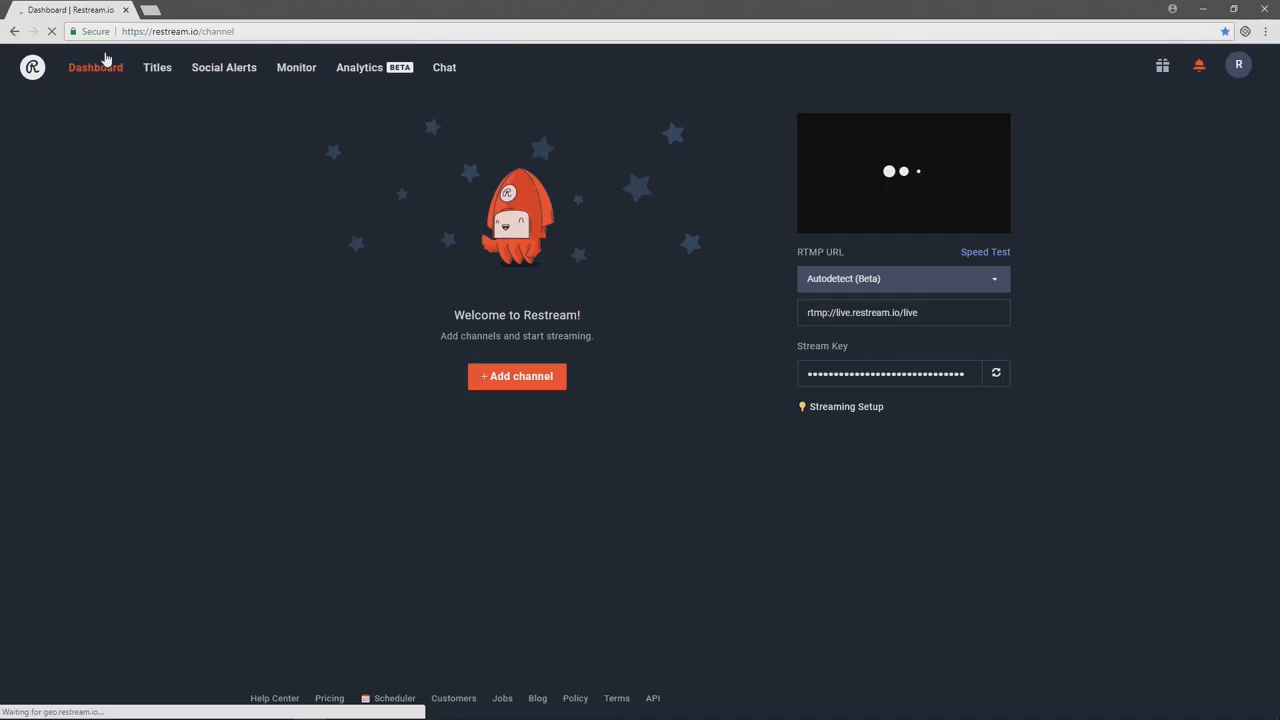 Dashboard | Restream.io
Secure https://restream.io/channel
R Dashboard Titles Social Alerts Monitor Analytics BETA Chat R
R
Welcome to Restream!
Add channels and start streaming.
+ Add channel
RTMP URL Speed Test
Autodetect (Beta)
rtmp://live.restream.io/live
Stream Key
••••••••••••••••••••••••••••••
Streaming Setup
Help Center Pricing Scheduler Customers Jobs Blog Policy Terms API
Waiting for geo.restream.io...